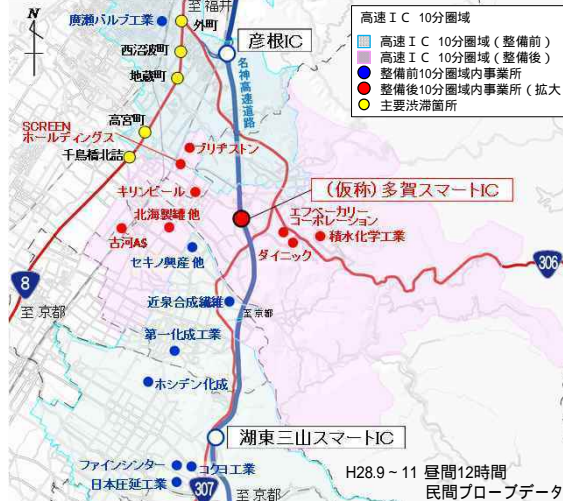 至 福井
N
廣瀬バルブ工業
外町
彦根IC
西沼波町
地蔵町
名神高速道路
高宮町
SCREEN
ホールディングス
千鳥橋北詰
ブリヂストン
キリンビール
(仮称)多賀スマートIC
北海製罐 他
古河AS
エフベーカリー
コーポレーション
積水化学工業
ダイニック
セキノ興産 他
306
8
至 京都
近泉合成繊維
至 京都
第一化成工業
ホシデン化成
湖東三山スマートIC
ファインシンター
コクヨ工業
日本圧延工業
307
至 京都
H28.9~11 昼間12時間
民間プローブデータ
高速IC 10分圏域
高速IC 10分圏域(整備前)
高速IC 10分圏域(整備後)
整備前10分圏域内事業所
整備後10分圏域内事業所(拡大
主要渋滞箇所